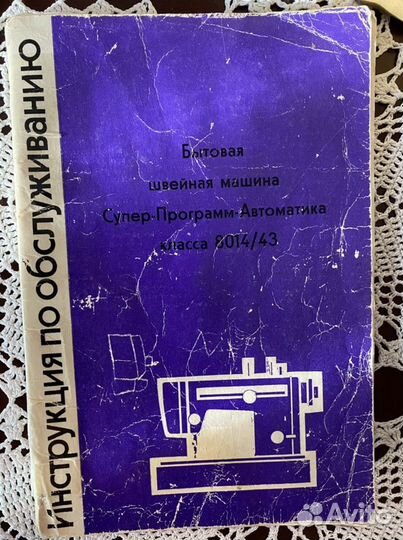 Инструкция по обслуживанию
Бытовая
швейная машина
Супер-Программ-Автоматика
класса 8014/43
Avito